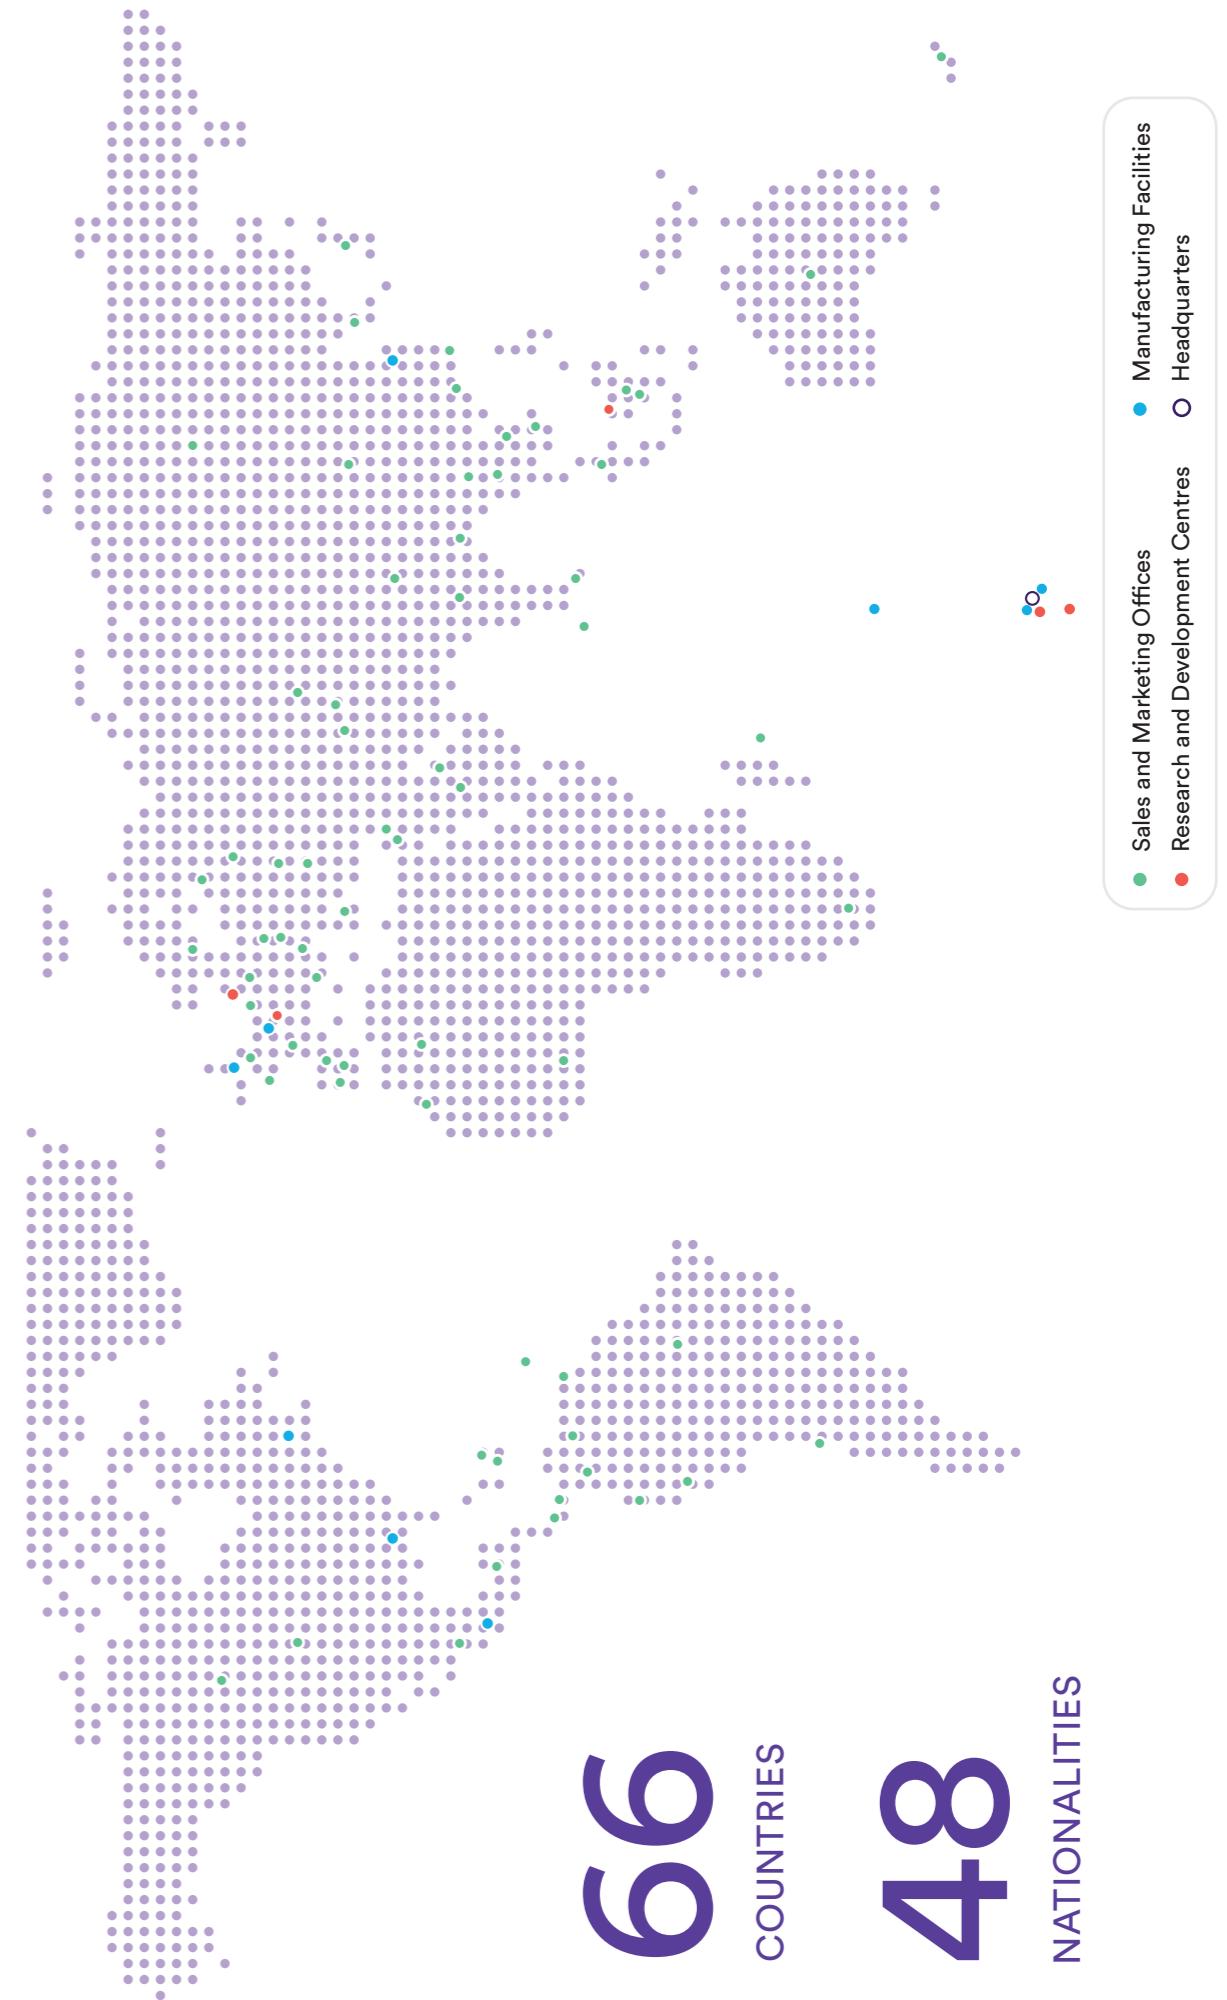 66
COUNTRIES
48
NATIONALITIES
Sales and Marketing Offices
Manufacturing Facilities
Research and Development Centres
Headquarters